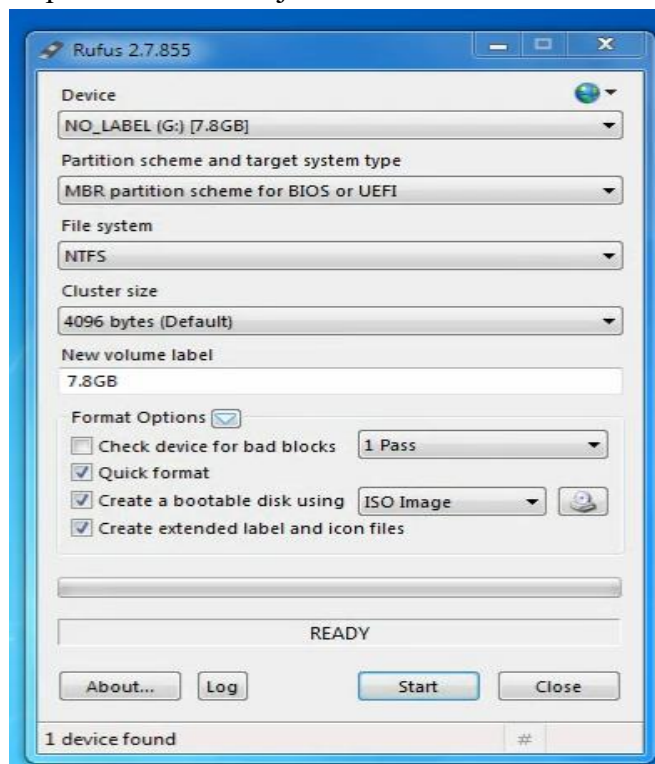 Rufus 2.7.855
Device
NO_LABEL (G:) [7.8GB]
Partition scheme and target system type
MBR partition scheme for BIOS or UEFI
File system
NTFS
Cluster size
4096 bytes (Default)
New volume label
7.8GB
Format Options
Check device for bad blocks 1 Pass
Quick format
Create a bootable disk using ISO Image
Create extended label and icon files
READY
About... Log Start Close
1 device found #